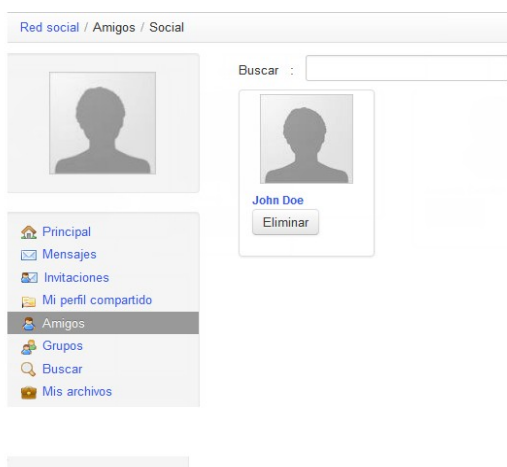 Red social / Amigos / Social
Buscar :
John Doe
Eliminar
Principal
Mensajes
Invitaciones
Mi perfil compartido
Amigos
Grupos
Buscar
Mis archivos